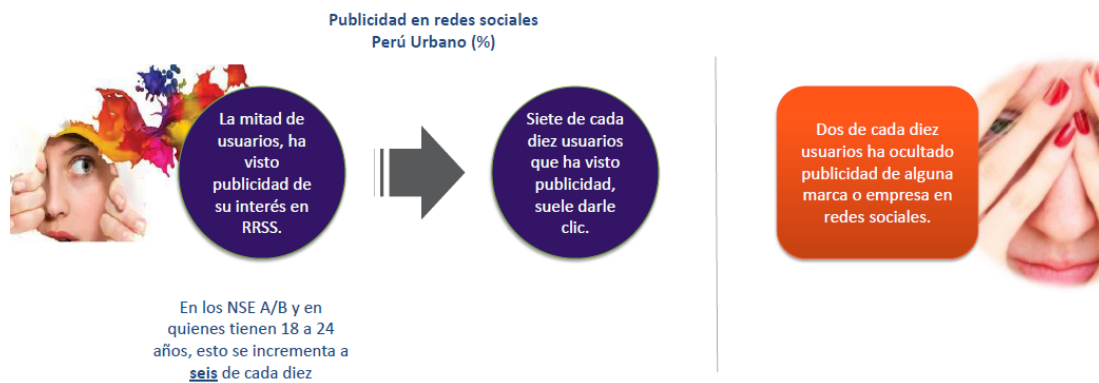 Publicidad en redes sociales
Perú Urbano (%)
La mitad de
usuarios, ha
visto
publicidad de
su interés en
RRSS.
Siete de cada
diez usuarios
que ha visto
publicidad,
suele darle
clic.
Dos de cada diez
usuarios ha ocultado
publicidad de alguna
marca o empresa en
redes sociales.
En los NSE A/B y en
quienes tienen 18 a 24
años, esto se incrementa a
seis de cada diez